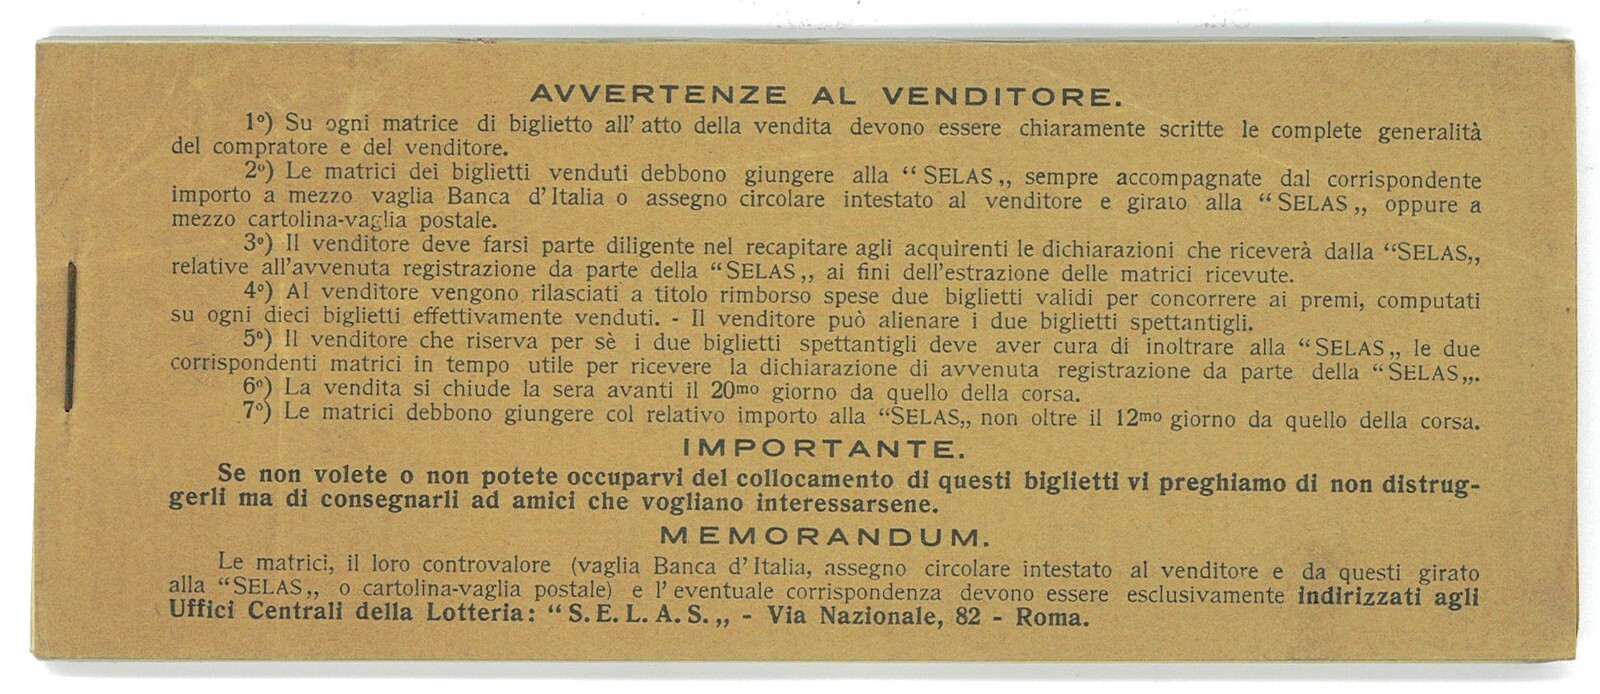 AVVERTENZE AL VENDITORE.
1º) Su ogni matrice di biglietto all' atto della vendita devono essere chiaramente scritte le complete generalità
del compratore e del venditore.
2º) Le matrici dei biglietti venduti debbono giungere alla “ SELAS „ sempre accompagnate dal corrispondente
importo a mezzo vaglia Banca d' Italia o assegno circolare intestato al venditore e girato alla “ SELAS „ oppure a
mezzo cartolina-vaglia postale.
3º) Il venditore deve farsi parte diligente nel recapitare agli acquirenti le dichiarazioni che riceverà dalla “SELAS„
relative all'avvenuta registrazione da parte della “ SELAS „ ai fini dell'estrazione delle matrici ricevute.
4º) Al venditore vengono rilasciati a titolo rimborso spese due biglietti validi per concorrere ai premi, computati
su ogni dieci biglietti effettivamente venduti. - Il venditore può alienare i due biglietti spettantigli.
5º) Il venditore che riserva per sè i due biglietti spettantigli deve aver cura di inoltrare alla “ SELAS „ le due
corrispondenti matrici in tempo utile per ricevere la dichiarazione di avvenuta registrazione da parte della “ SELAS„.
6º) La vendita si chiude la sera avanti il 20mo giorno da quello della corsa.
7º) Le matrici debbono giungere col relativo importo alla “SELAS„ non oltre il 12mo giorno da quello della corsa.
IMPORTANTE.
Se non volete o non potete occuparvi del collocamento di questi biglietti vi preghiamo di non distrug-
gerli ma di consegnarli ad amici che vogliano interessarsene.
MEMORANDUM.
Le matrici, il loro controvalore (vaglia Banca d' Italia, assegno circolare intestato al venditore e da questi girato
alla “SELAS„ o cartolina-vaglia postale) e l' eventuale corrispondenza devono essere esclusivamente indirizzati agli
Uffici Centrali della Lotteria: “ S. E. L. A. S. „ - Via Nazionale, 82 - Roma.